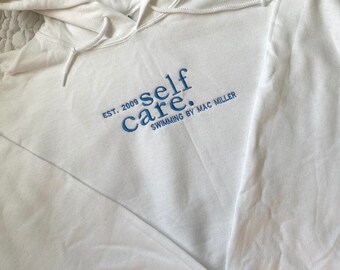 EST. 2009 self
care.
SWIMMING BY MAC MILLER